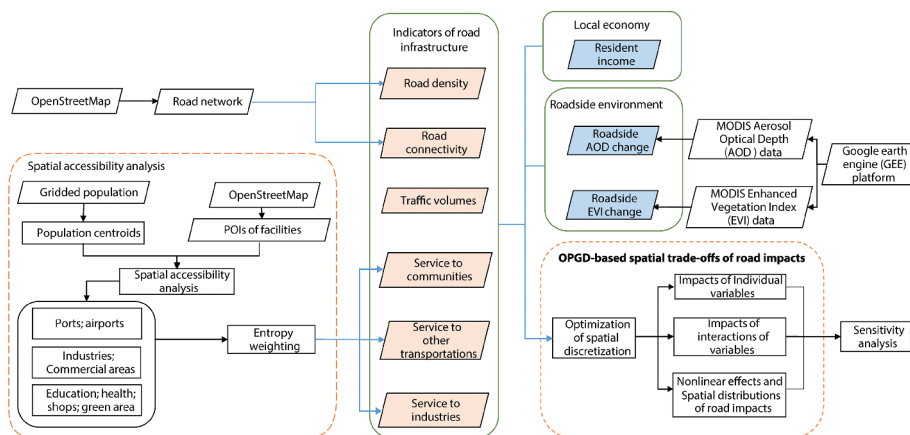 OpenStreetMap
Road network
Spatial accessibility analysis
Gridded population
OpenStreetMap
Population centroids
POIs of facilities
Spatial accessibility
analysis
Ports; airports
Industries;
Commercial areas
Education; health;
shops; green area
Entropy
weighting
Indicators of road
infrastructure
Road density
Road
connectivity
Traffic volumes
Service to
communities
Service to
other
transportations
Service to
industries
Local economy
Resident
income
Roadside environment
Roadside
AOD change
MODIS Aerosol
Optical Depth
(AOD ) data
Roadside
EVI change
MODIS Enhanced
Vegetation Index
(EVI) data
Google earth
engine (GEE)
platform
OPGD-based spatial trade-offs of road impacts
Optimization
of spatial
discretization
Impacts of Individual
variables
Impacts of
interactions of
variables
Nonlinear effects and
Spatial distributions
of road impacts
Sensitivity
analysis